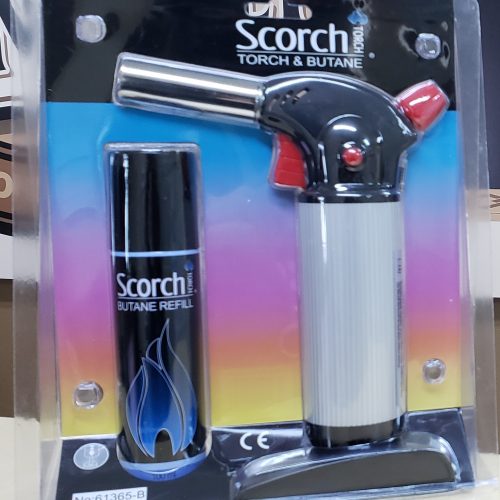 Scorch
TORCH
TORCH & BUTANE
Scorch
TORCH
BUTANE REFILL
CE
No:61365-B